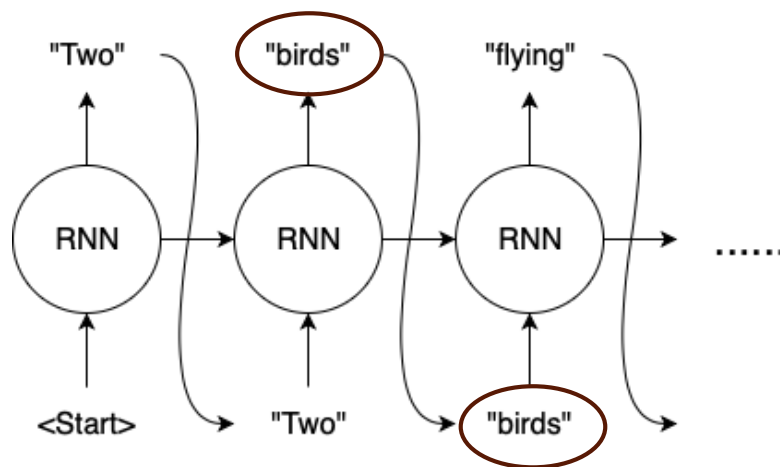 "Two" "birds" "flying"
RNN RNN RNN
......
<Start> "Two" "birds"